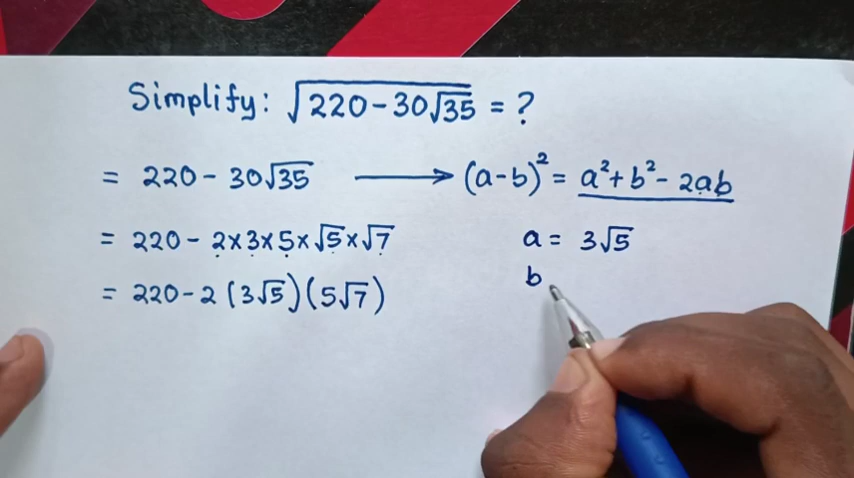 Simplify: √220-30√35 = ?
= 220-30√35 ⟶ (a-b)² = a²+b²-2ab
= 220-2×3×5×√5×√7 a = 3√5
= 220-2(3√5)(5√7) b